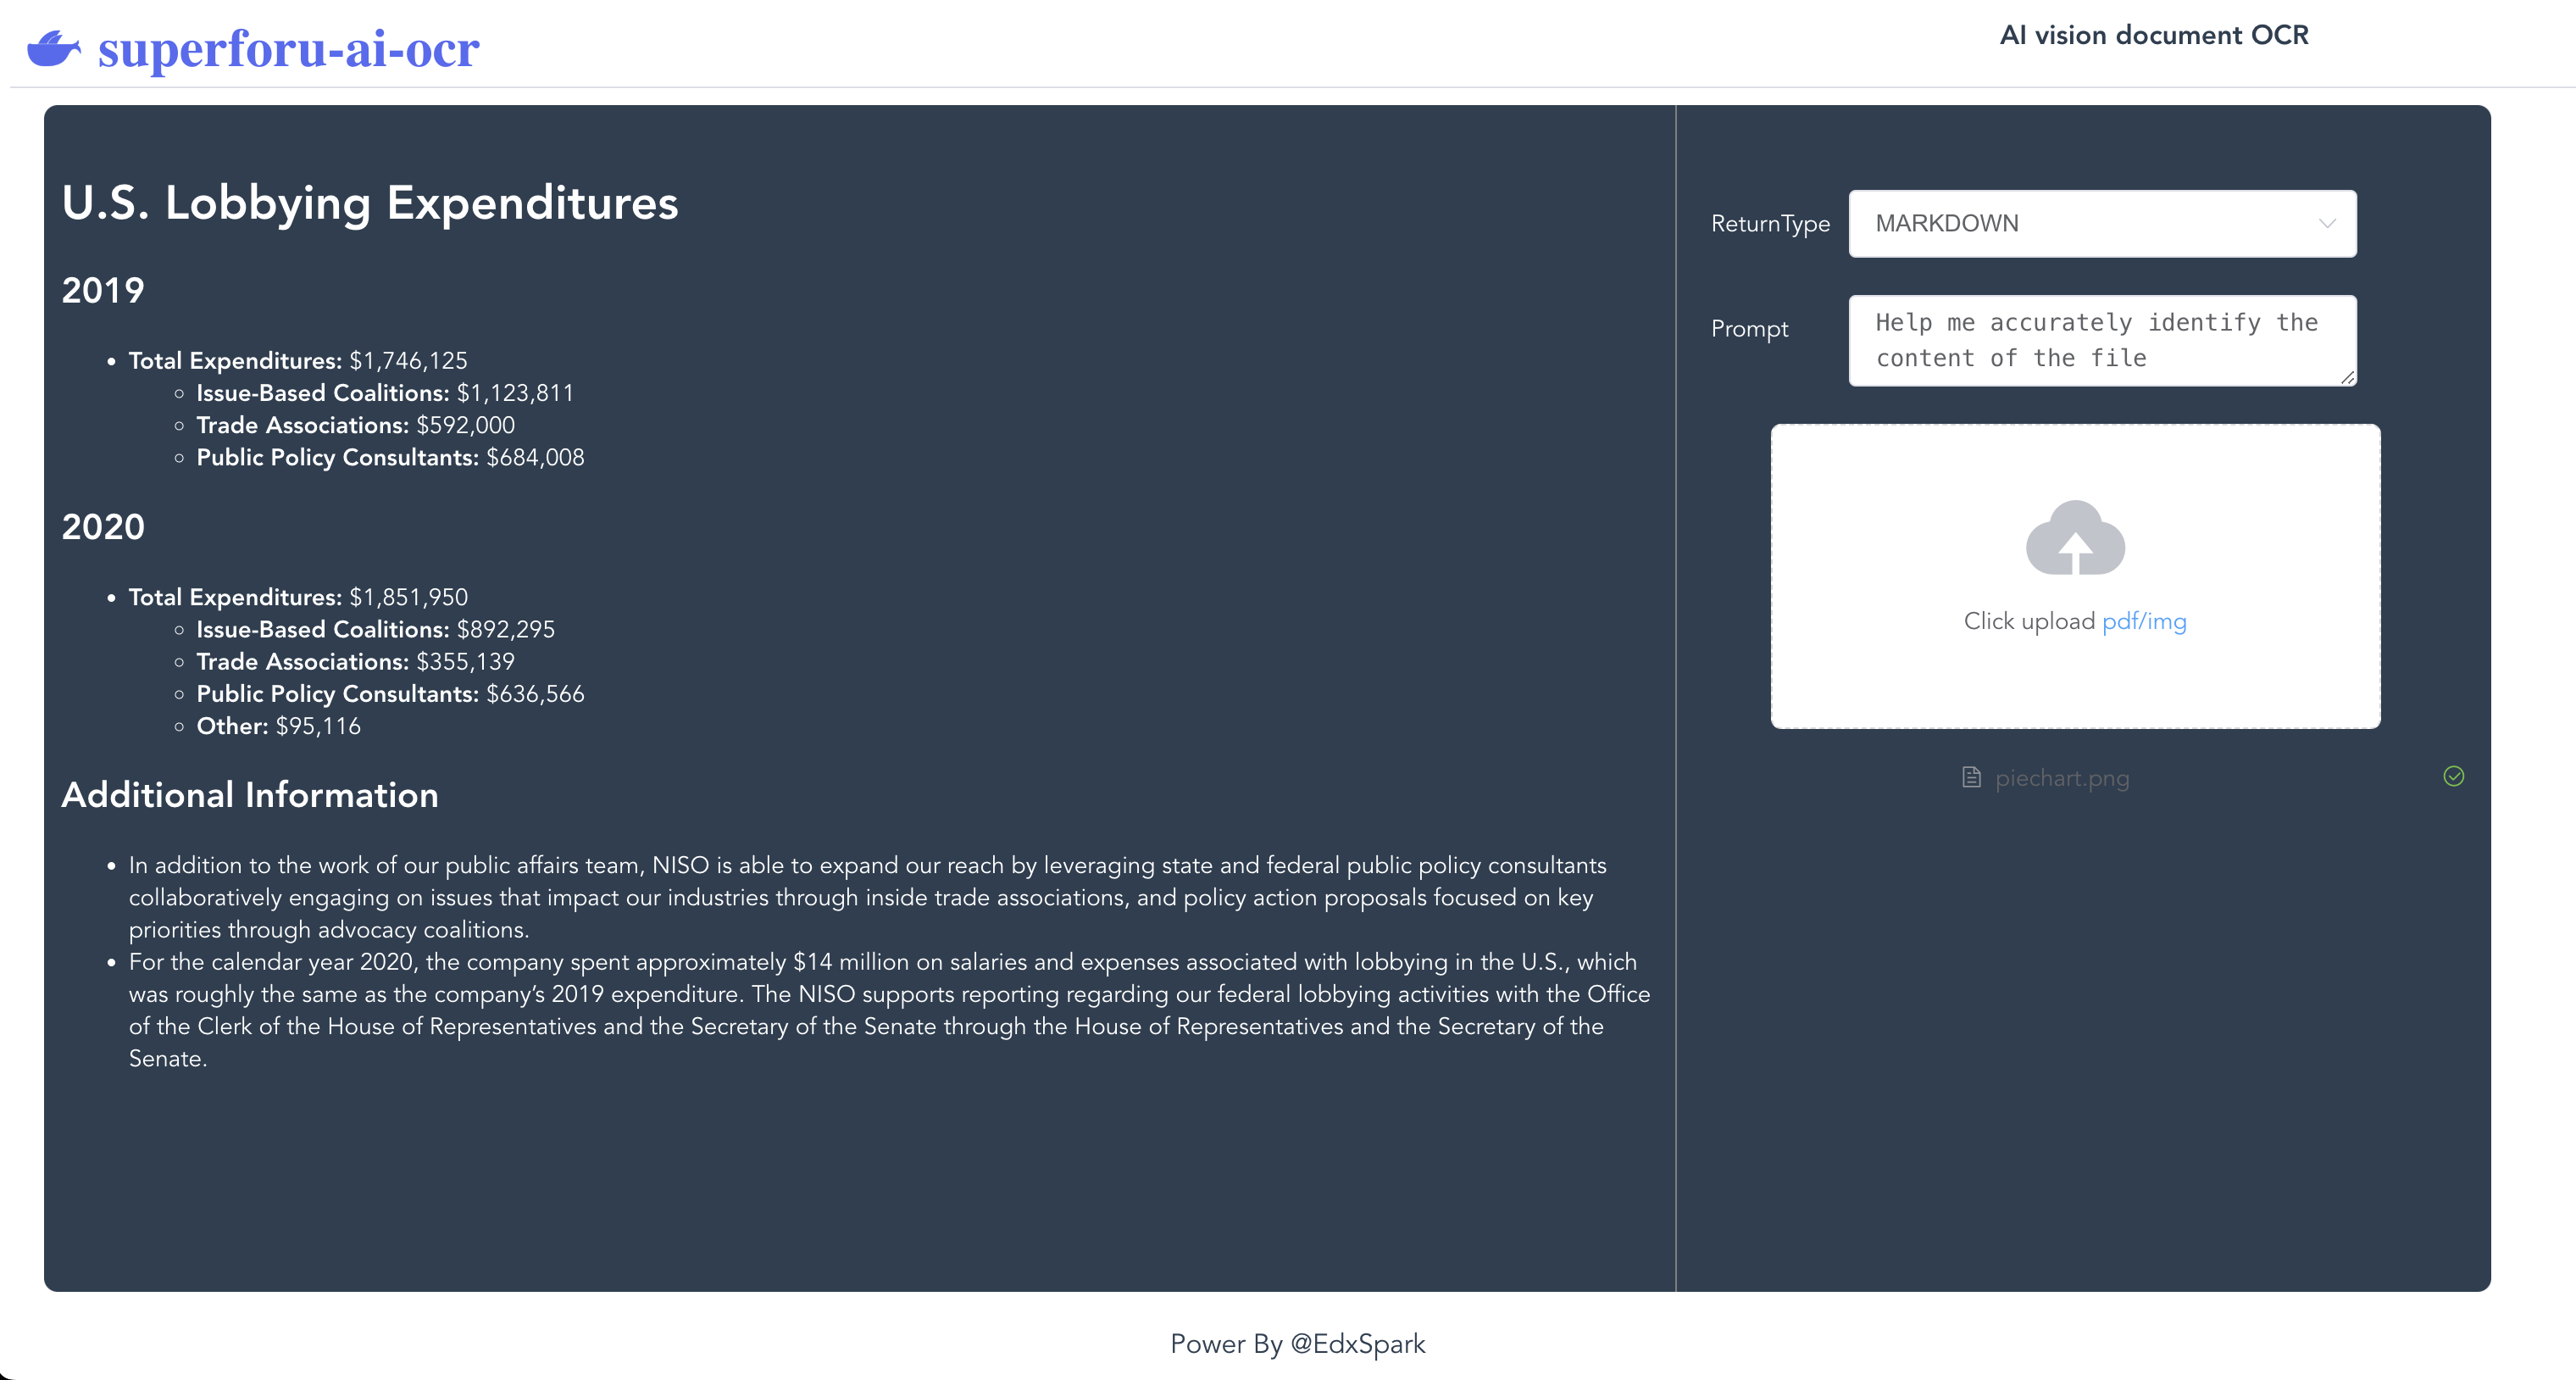 superforu-ai-ocr
AI vision document OCR
U.S. Lobbying Expenditures
2019
Total Expenditures: $1,746,125
Issue-Based Coalitions: $1,123,811
Trade Associations: $592,000
Public Policy Consultants: $684,008
2020
Total Expenditures: $1,851,950
Issue-Based Coalitions: $892,295
Trade Associations: $355,139
Public Policy Consultants: $636,566
Other: $95,116
Additional Information
In addition to the work of our public affairs team, NISO is able to expand our reach by leveraging state and federal public policy consultants
collaboratively engaging on issues that impact our industries through inside trade associations, and policy action proposals focused on key
priorities through advocacy coalitions.
For the calendar year 2020, the company spent approximately $14 million on salaries and expenses associated with lobbying in the U.S., which
was roughly the same as the company’s 2019 expenditure. The NISO supports reporting regarding our federal lobbying activities with the Office
of the Clerk of the House of Representatives and the Secretary of the Senate through the House of Representatives and the Secretary of the
Senate.
ReturnType
MARKDOWN
Prompt
Help me accurately identify the
content of the file
Click upload pdf/img
piechart.png
Power By @EdxSpark